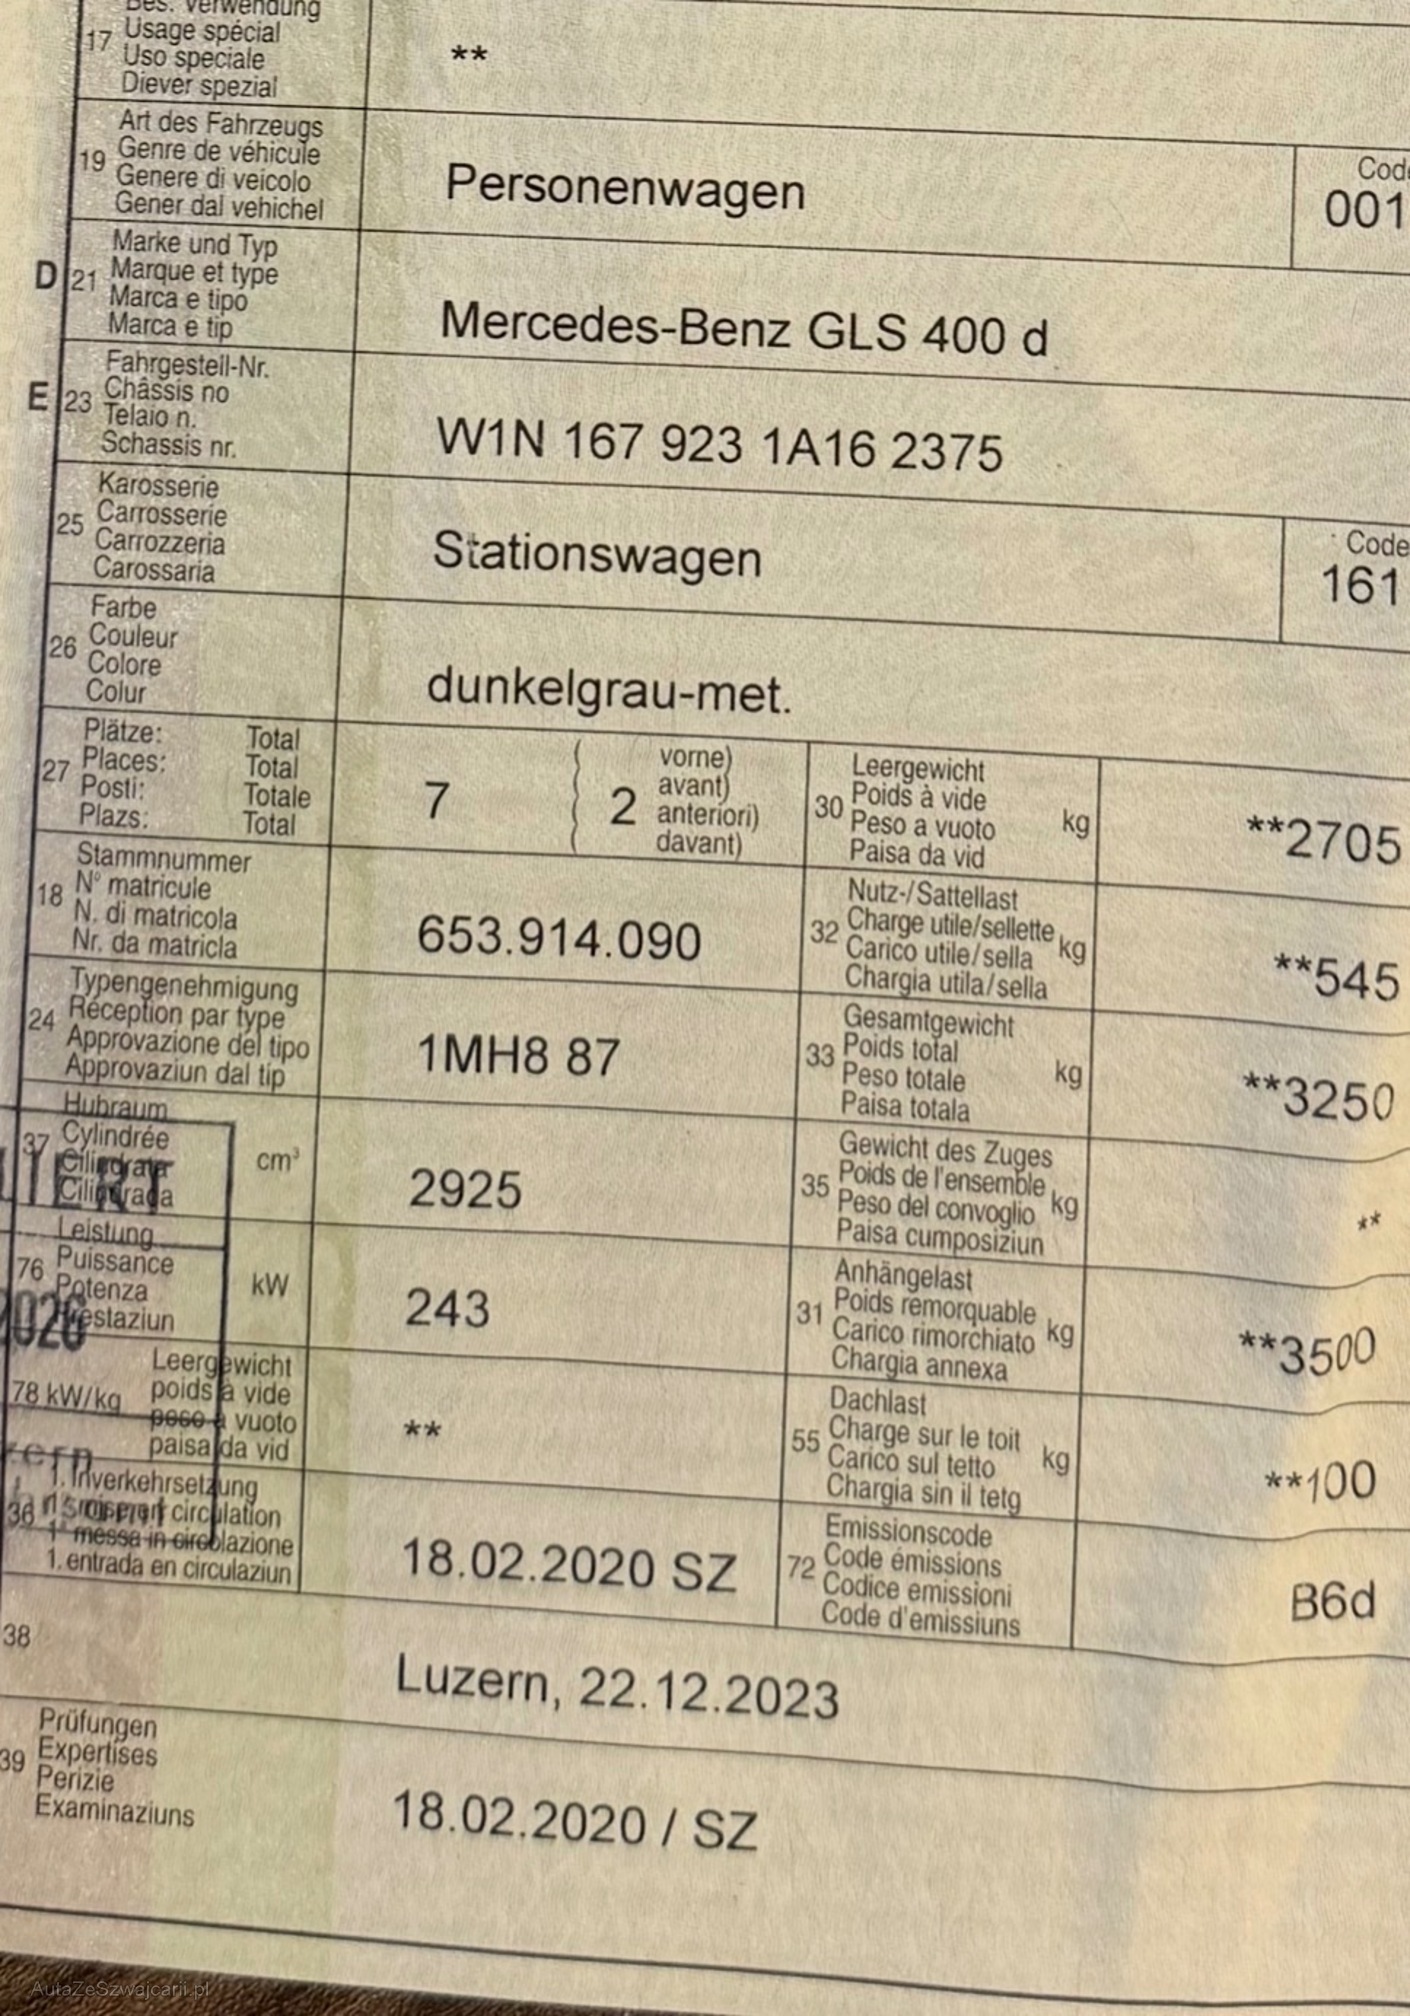 Bes. Verwendung
17 Usage spécial
Uso speciale
Diever spezial
**
Art des Fahrzeugs
19 Genre de véhicule
Genere di veicolo
Gener dal vehichel
Personenwagen
Code
001
Marke und Typ
D 21 Marque et type
Marca e tipo
Marca e tip
Mercedes-Benz GLS 400 d
Fahrgestell-Nr.
E 23 Châssis no
Telaio n.
Schassis nr.
W1N 167 923 1A16 2375
Karosserie
25 Carrosserie
Carrozzeria
Carossaria
Stationswagen
Code
161
Farbe
26 Couleur
Colore
Colur
dunkelgrau-met.
Plätze: Total
27 Places: Total
Posti: Totale
Plazs: Total
7
2
vorne)
avant)
anteriori)
davant)
Leergewicht
30 Poids à vide
Peso a vuoto
Paisa da vid
kg
**2705
Stammnummer
18 N° matricule
N. di matricola
Nr. da matricla
653.914.090
Nutz-/Sattellast
32 Charge utile/sellette
Carico utile/sella
Chargia utila/sella
kg
**545
Typengenehmigung
24 Réception par type
Approvazione del tipo
Approvaziun dal tip
1MH8 87
Gesamtgewicht
33 Poids total
Peso totale
Paisa totala
kg
**3250
Hubraum
37 Cylindrée
Cilindrata
Cilindrada
cm³
2925
Gewicht des Zuges
35 Poids de l'ensemble
Peso del convoglio
Paisa cumposiziun
kg
**
Leistung
76 Puissance
Potenza
Prestaziun
kW
243
Anhängelast
31 Poids remorquable
Carico rimorchiato
Chargia annexa
kg
**3500
Leergewicht
78 kW/kg poids à vide
peso a vuoto
paisa da vid
**
Dachlast
55 Charge sur le toit
Carico sul tetto
Chargia sin il tetg
kg
**100
1. Inverkehrsetzung
36 1re mise en circulation
1a messa in circolazione
1. entrada en circulaziun
18.02.2020 SZ
Emissionscode
72 Code émissions
Codice emissioni
Code d'emissiuns
B6d
38
Luzern, 22.12.2023
Prüfungen
39 Expertises
Perizie
Examinaziuns
18.02.2020 / SZ
AutaZeSzwajcarii.pl